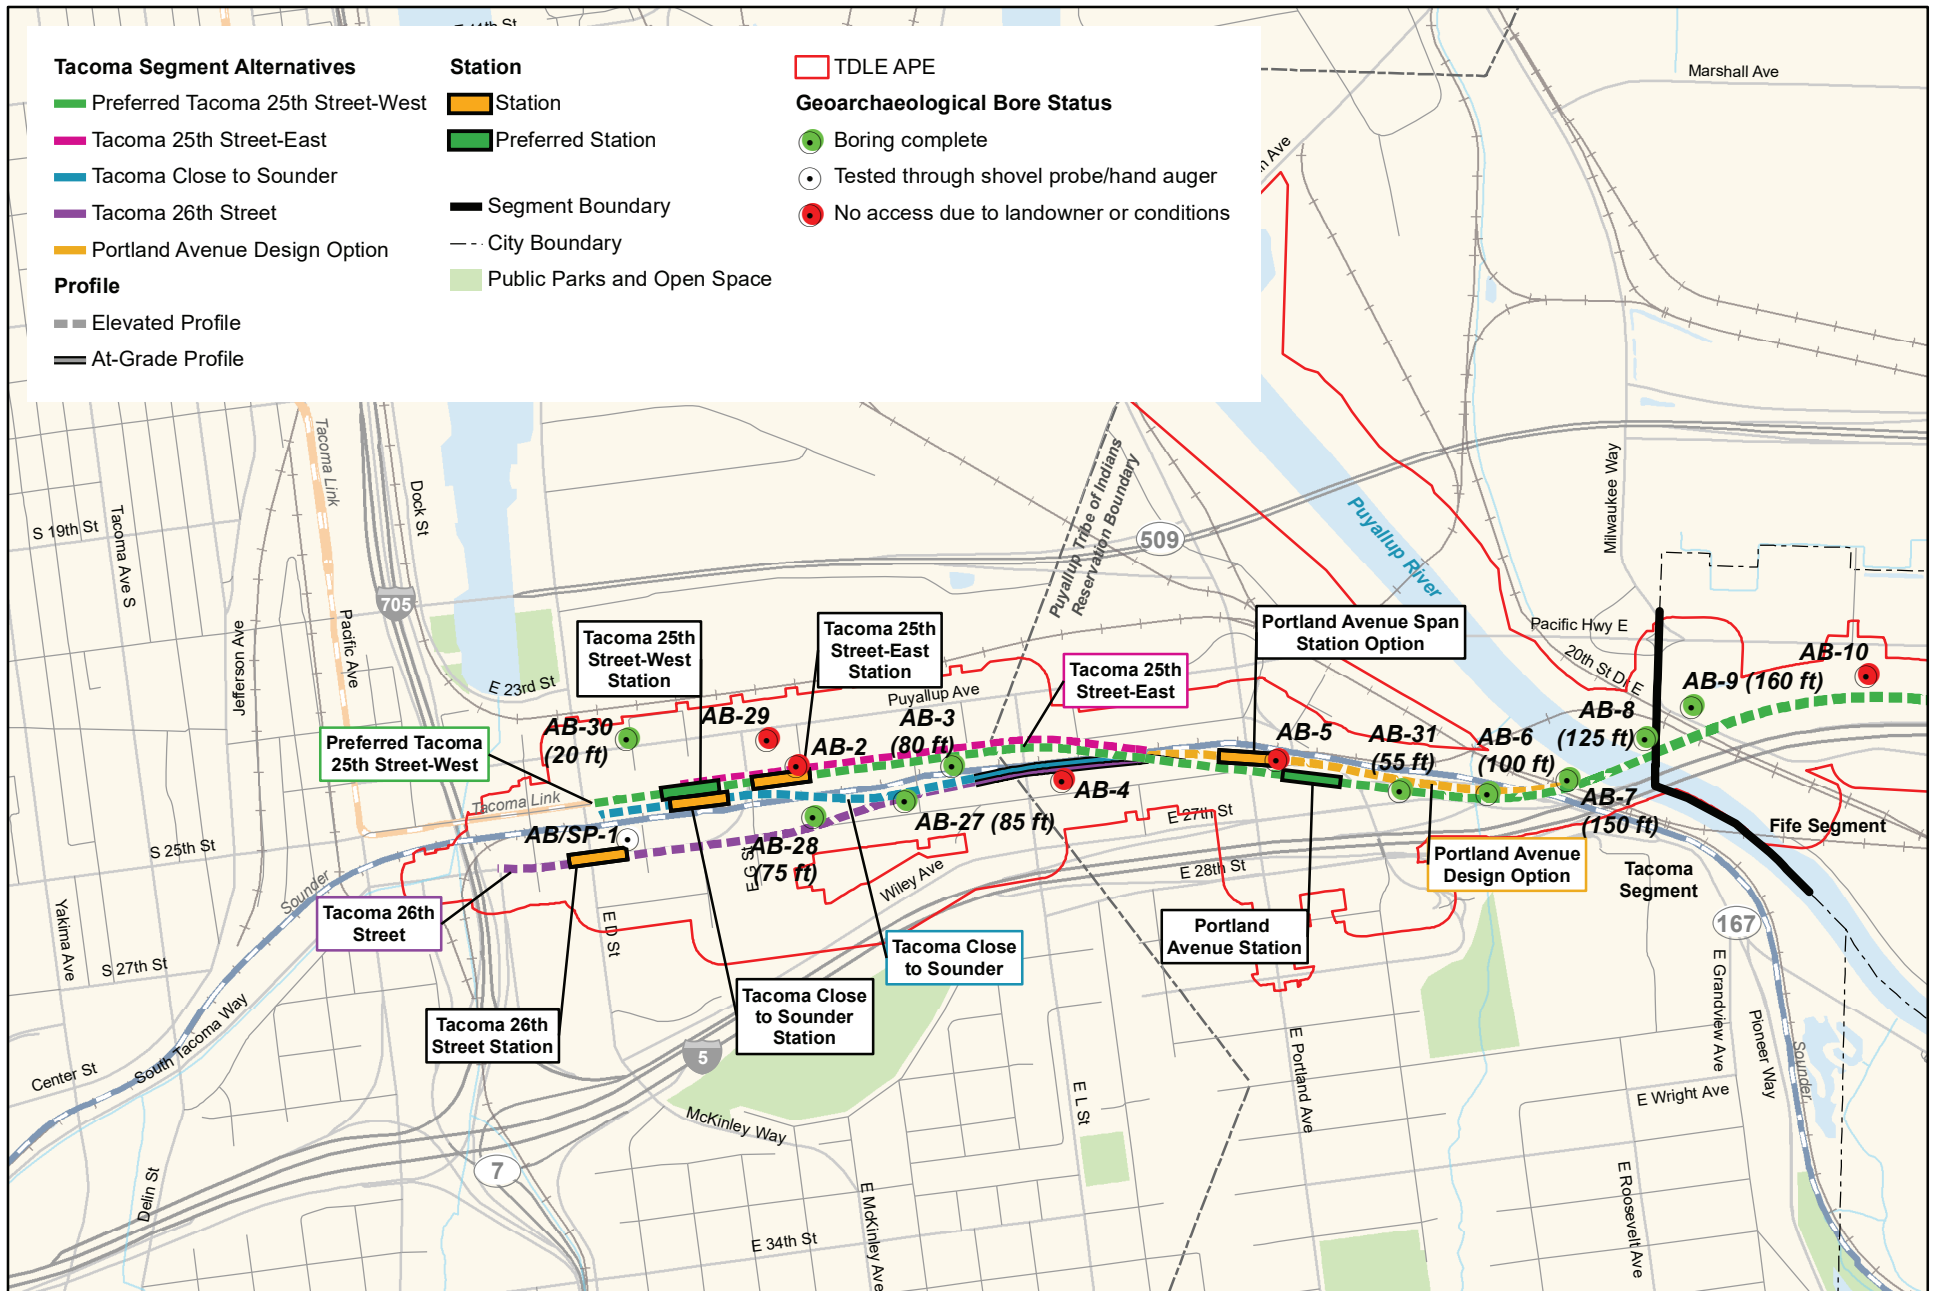 Tacoma Segment Alternatives
Preferred Tacoma 25th Street-West
Tacoma 25th Street-East
Tacoma Close to Sounder
Tacoma 26th Street
Portland Avenue Design Option
Profile
Elevated Profile
At-Grade Profile
Station
Station
Preferred Station
Segment Boundary
City Boundary
Public Parks and Open Space
TDLE APE
Geoarchaeological Bore Status
Boring complete
Tested through shovel probe/hand auger
No access due to landowner or conditions
Marshall Ave
Ave
Tacoma Link
Dock St
S 19th St
Tacoma Ave S
Jefferson Ave
Pacific Ave
705
509
Puyallup Tribe of Indians
Reservation Boundary
Puyallup River
Milwaukee Way
Pacific Hwy E
20th St Dr E
E 23rd St
Puyallup Ave
Tacoma 25th
Street-West
Station
Tacoma 25th
Street-East
Station
Tacoma 25th
Street-East
Portland Avenue Span
Station Option
Preferred Tacoma
25th Street-West
AB-30
(20 ft)
AB-29
AB-2
AB-3
(80 ft)
AB-4
AB-5
AB-31
(55 ft)
AB-6
(100 ft)
AB-7
(150 ft)
AB-8
(125 ft)
AB-9 (160 ft)
AB-10
AB/SP-1
AB-28
(75 ft)
AB-27 (85 ft)
Tacoma Link
Sounder
S 25th St
S 27th St
Yakima Ave
South Tacoma Way
Center St
Delin St
E D St
E G St
Wiley Ave
E 27th St
E 28th St
Tacoma 26th
Street
Tacoma 26th
Street Station
Tacoma Close
to Sounder
Station
Tacoma Close
to Sounder
Portland
Avenue Station
Portland Avenue
Design Option
Tacoma
Segment
Fife Segment
167
5
7
McKinley Way
E McKinley Ave
E 34th St
E L St
E Portland Ave
E Grandview Ave
Pioneer Way
Sounder
E Wright Ave
E Roosevelt Ave